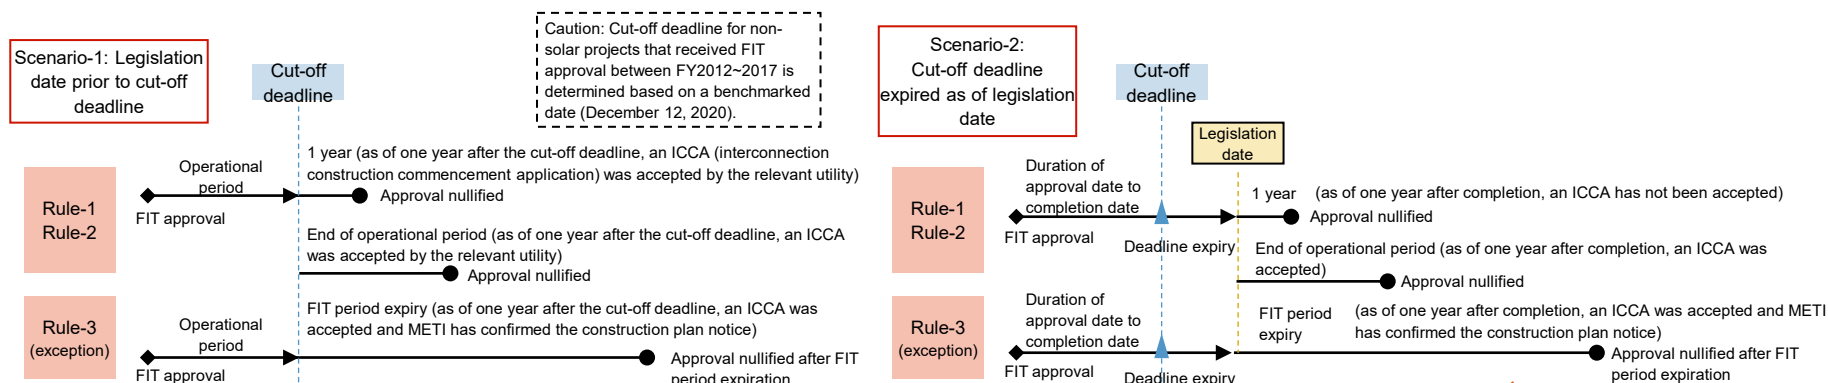 Scenario-1: Legislation
date prior to cut-off
deadline
Cut-off
deadline
Caution: Cut-off deadline for non-
solar projects that received FIT
approval between FY2012~2017 is
determined based on a benchmarked
date (December 12, 2020).
Rule-1
Rule-2
Operational
period
FIT approval
1 year (as of one year after the cut-off deadline, an ICCA (interconnection
construction commencement application) was accepted by the relevant utility)
Approval nullified
End of operational period (as of one year after the cut-off deadline, an ICCA
was accepted by the relevant utility)
Approval nullified
Rule-3
(exception)
Operational
period
FIT approval
FIT period expiry (as of one year after the cut-off deadline, an ICCA was
accepted and METI has confirmed the construction plan notice)
Approval nullified after FIT
period expiration
Scenario-2:
Cut-off deadline
expired as of legislation
date
Cut-off
deadline
Legislation
date
Rule-1
Rule-2
Duration of
approval date to
completion date
FIT approval
Deadline expiry
1 year (as of one year after completion, an ICCA has not been accepted)
Approval nullified
End of operational period (as of one year after completion, an ICCA was
accepted)
Approval nullified
Rule-3
(exception)
Duration of
approval date to
completion date
FIT approval
Deadline expiry
FIT period
expiry
(as of one year after completion, an ICCA was accepted and METI
has confirmed the construction plan notice)
Approval nullified after FIT
period expiration